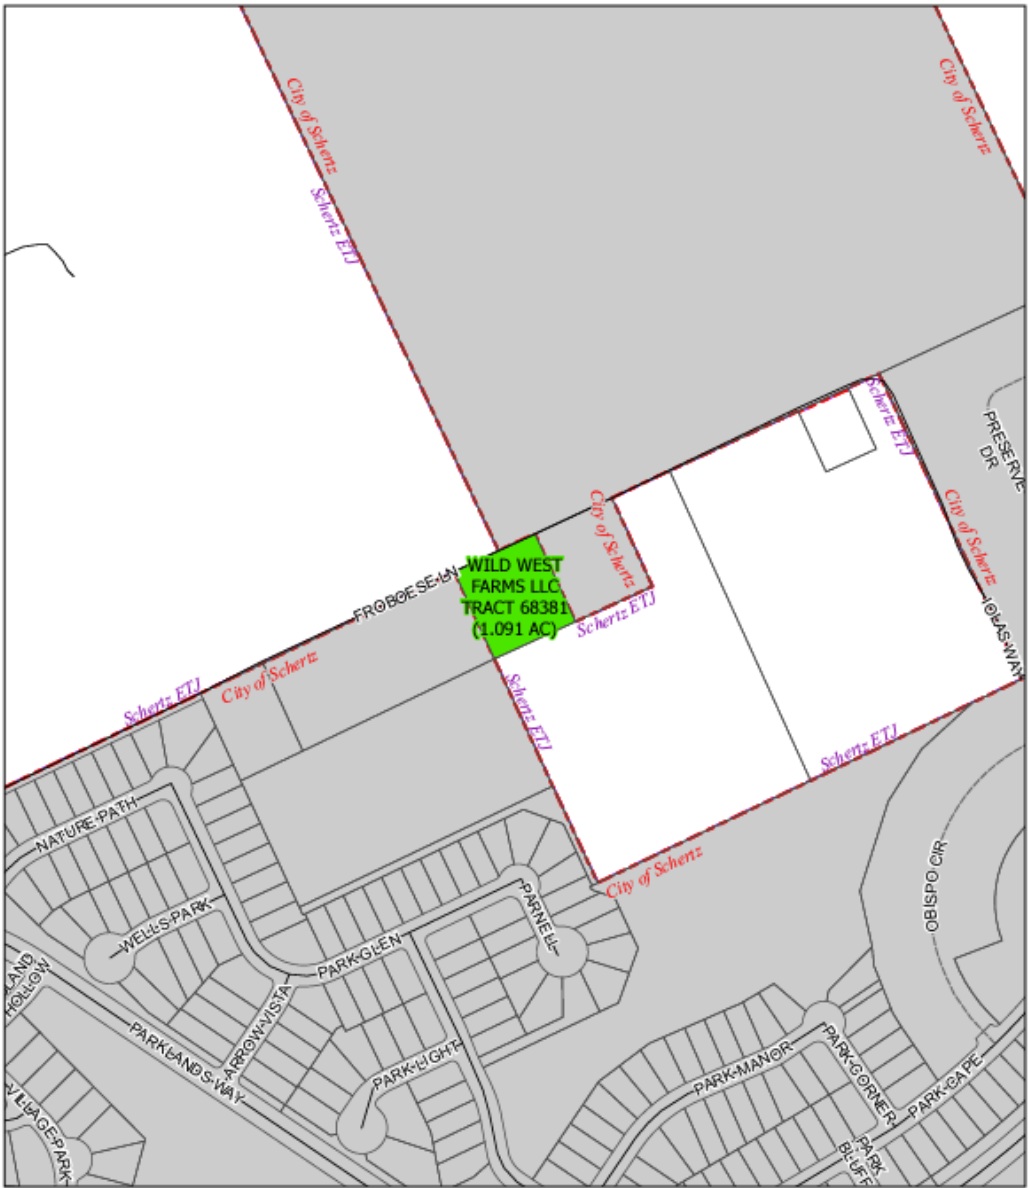 City of Schertz
City of Schertz
Schertz ETJ
Schertz ETJ
PRESERVE
DR
City of Schertz
City of Schertz
WILD WEST
FARMS LLC
TRACT 68381
(1.091 AC)
FROBOESE LN
Schertz ETJ
IOLAS WAY
City of Schertz
Schertz ETJ
Schertz ETJ
Schertz ETJ
NATURE PATH
City of Schertz
OBISPO CIR
PARNELL
WELLS PARK
PARK GLEN
LAND
HOLLOW
ARROW VISTA
PARKLANDS WAY
PARK LIGHT
PARK MANOR
PARK CORNER
PARK CAPE
VILLAGE PARK
PARK
BLUFF